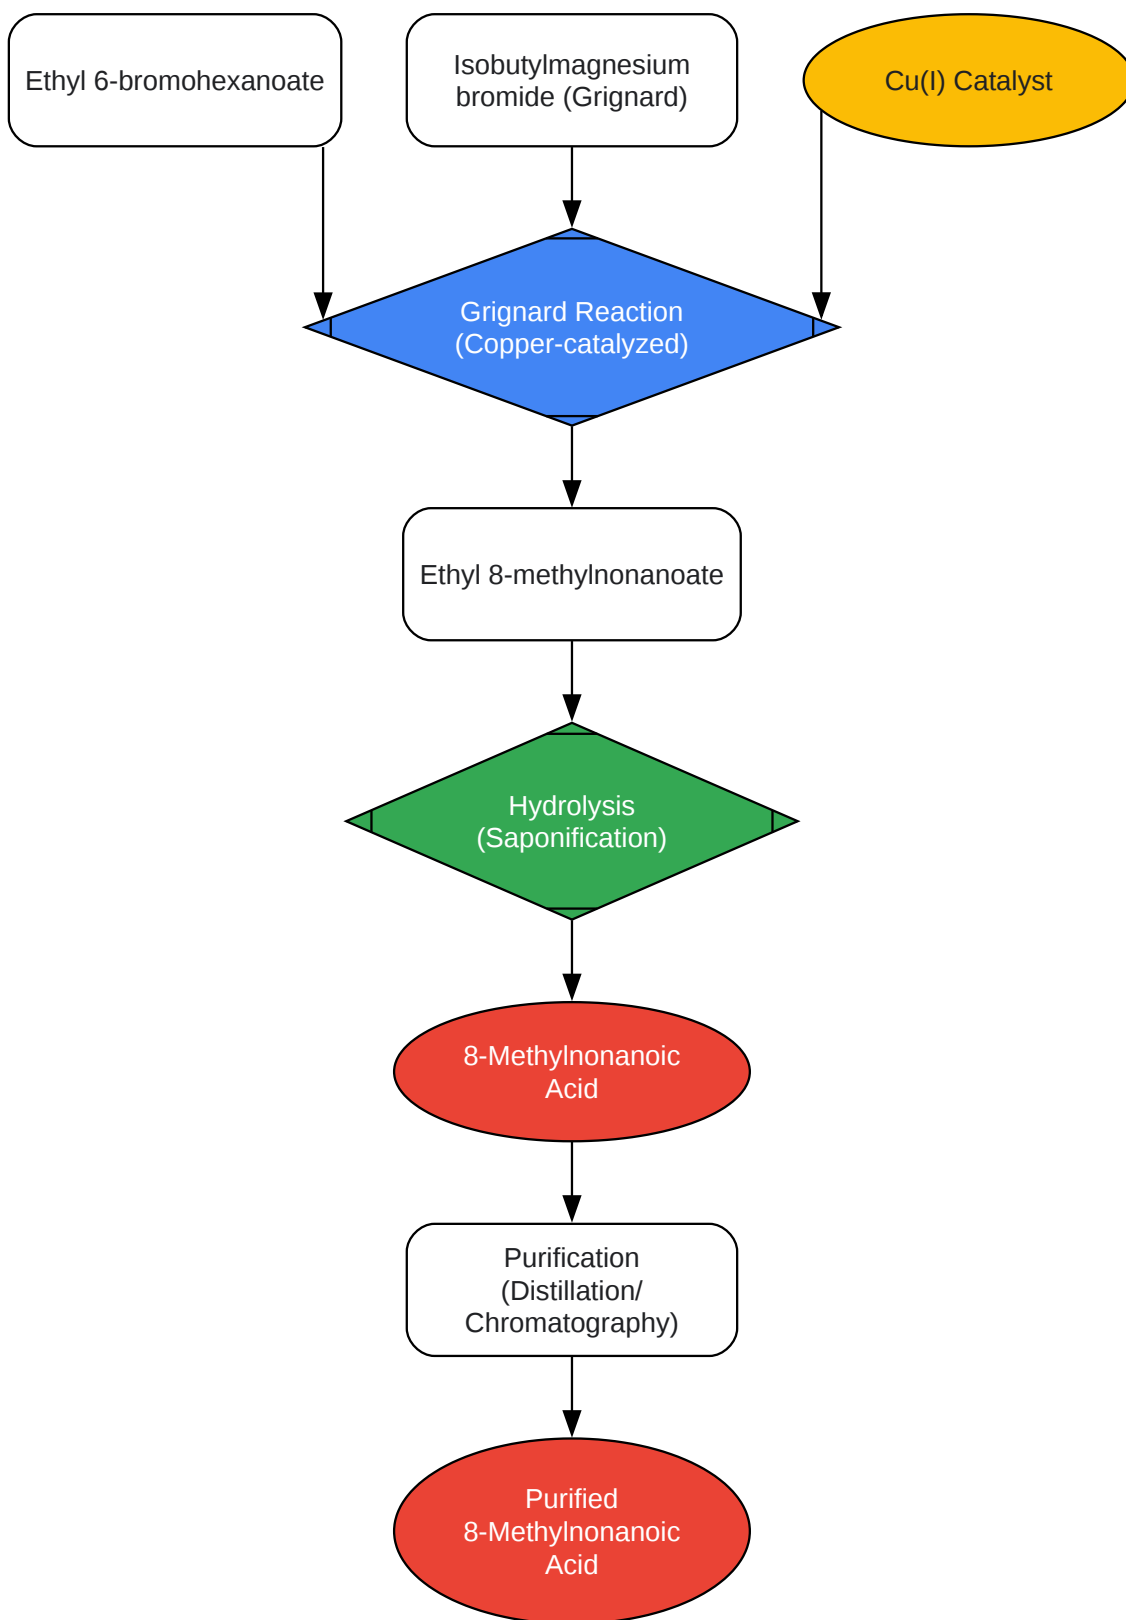 Ethyl 6-bromohexanoate
Isobutylmagnesium
bromide (Grignard)
Cu(I) Catalyst
Grignard Reaction
(Copper-catalyzed)
Ethyl 8-methylnonanoate
Hydrolysis
(Saponification)
8-Methylnonanoic
Acid
Purification
(Distillation/
Chromatography)
Purified
8-Methylnonanoic
Acid